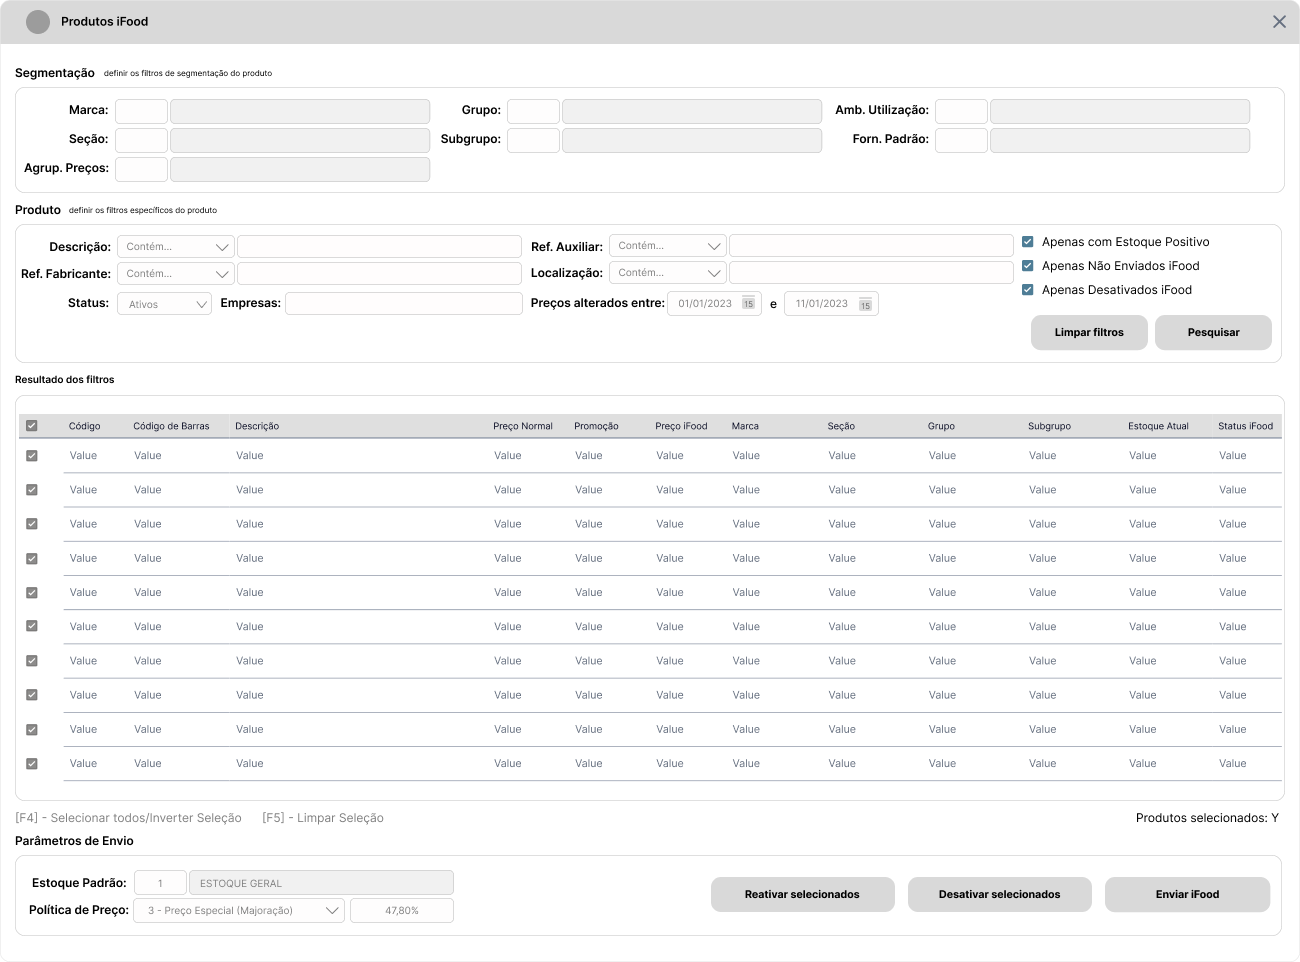 Produtos iFood
Segmentação definir os filtros de segmentação do produto
Marca: Grupo: Amb. Utilização:
Seção: Subgrupo: Forn. Padrão:
Agrup. Preços:
Produto definir os filtros específicos do produto
Descrição: Contém... Ref. Auxiliar: Contém... Apenas com Estoque Positivo
Ref. Fabricante: Contém... Localização: Contém... Apenas Não Enviados iFood
Status: Ativos Empresas: Preços alterados entre: 01/01/2023 15 e 11/01/2023 15 Apenas Desativados iFood
Limpar filtros Pesquisar
Resultado dos filtros
Código Código de Barras Descrição Preço Normal Promoção Preço iFood Marca Seção Grupo Subgrupo Estoque Atual Status iFood
Value Value Value Value Value Value Value Value Value Value Value Value
Value Value Value Value Value Value Value Value Value Value Value Value
Value Value Value Value Value Value Value Value Value Value Value Value
Value Value Value Value Value Value Value Value Value Value Value Value
Value Value Value Value Value Value Value Value Value Value Value Value
Value Value Value Value Value Value Value Value Value Value Value Value
Value Value Value Value Value Value Value Value Value Value Value Value
Value Value Value Value Value Value Value Value Value Value Value Value
Value Value Value Value Value Value Value Value Value Value Value Value
Value Value Value Value Value Value Value Value Value Value Value Value
[F4] - Selecionar todos/Inverter Seleção [F5] - Limpar Seleção Produtos selecionados: Y
Parâmetros de Envio
Estoque Padrão: 1 ESTOQUE GERAL
Política de Preço: 3 - Preço Especial (Majoração) 47,80%
Reativar selecionados Desativar selecionados Enviar iFood